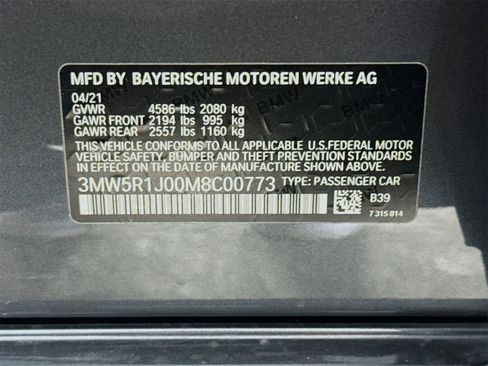 MFD BY BAYERISCHE MOTOREN WERKE AG
04/21
GVWR 4586 lbs 2080 kg
GAWR FRONT 2194 lbs 995 kg
GAWR REAR 2557 lbs 1160 kg
THIS VEHICLE CONFORMS TO ALL APPLICABLE U.S.FEDERAL MOTOR
VEHICLE SAFETY, BUMPER, AND THEFT PREVENTION STANDARDS
IN EFFECT ON THE DATE OF MANUFACTURE SHOWN ABOVE.
3MW5R1J00M8C00773 TYPE: PASSENGER CAR
B39
7 315 814
BMW
BMW